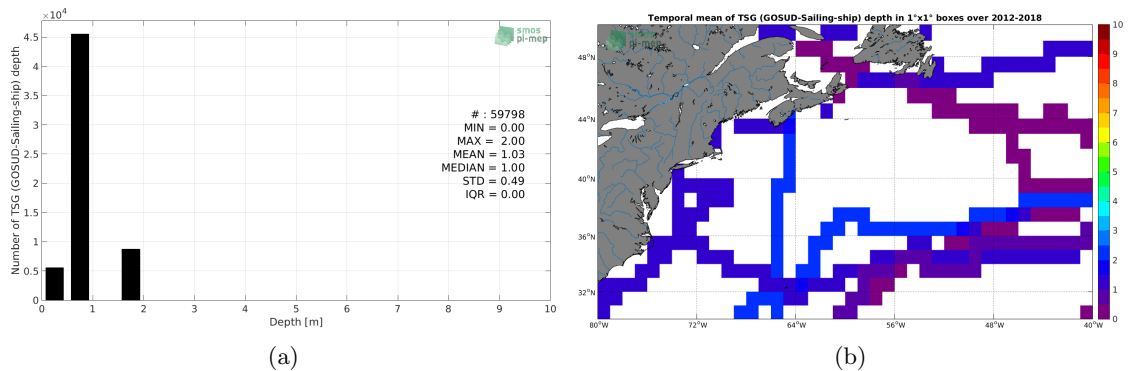 ×10⁴
4.5
4
3.5
3
2.5
2
1.5
1
0.5
0
Number of TSG (GOSUD-Sailing-ship) depth
smos
pi-mep
# : 59798
MIN = 0.00
MAX = 2.00
MEAN = 1.03
MEDIAN = 1.00
STD = 0.49
IQR = 0.00
0 1 2 3 4 5 6 7 8 9 10
Depth [m]
(a)
Temporal mean of TSG (GOSUD-Sailing-ship) depth in 1°x1° boxes over 2012-2018
smos
pi-mep
48°N
44°N
40°N
36°N
32°N
80°W 72°W 64°W 56°W 48°W 40°W
10
9
8
7
6
5
4
3
2
1
0
(b)